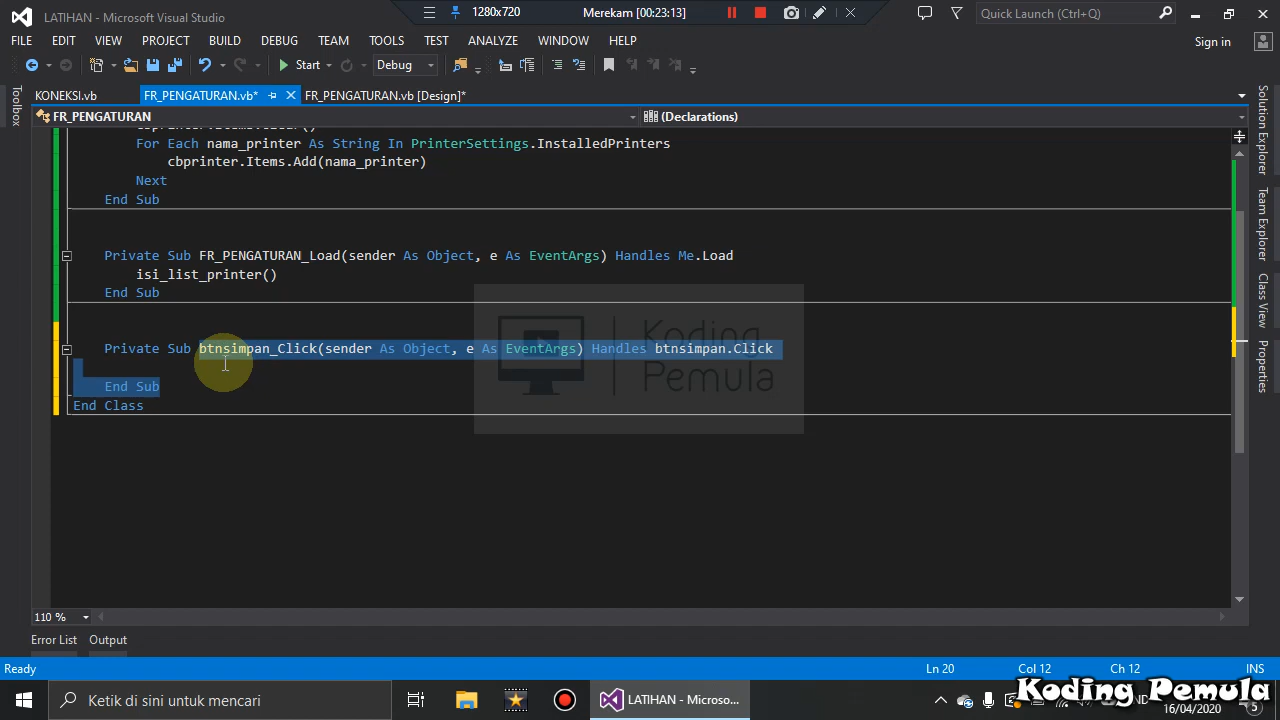 LATIHAN - Microsoft Visual Studio
1280x720
Merekam [00:23:13]
Quick Launch (Ctrl+Q)
FILE EDIT VIEW PROJECT BUILD DEBUG TEAM TOOLS TEST ANALYZE WINDOW HELP
Sign in
Start
Debug
KONEKSI.vb
FR_PENGATURAN.vb*
FR_PENGATURAN.vb [Design]*
Toolbox
FR_PENGATURAN
(Declarations)
For Each nama_printer As String In PrinterSettings.InstalledPrinters
cbprinter.Items.Add(nama_printer)
Next
End Sub
Private Sub FR_PENGATURAN_Load(sender As Object, e As EventArgs) Handles Me.Load
isi_list_printer()
End Sub
Private Sub btnsimpan_Click(sender As Object, e As EventArgs) Handles btnsimpan.Click
End Sub
End Class
Koding
Pemula
Solution Explorer
Team Explorer
Class View
Properties
110 %
Error List
Output
Ready
Ln 20
Col 12
Ch 12
INS
Ketik di sini untuk mencari
LATIHAN - Microso...
Koding Pemula
16/04/2020
5